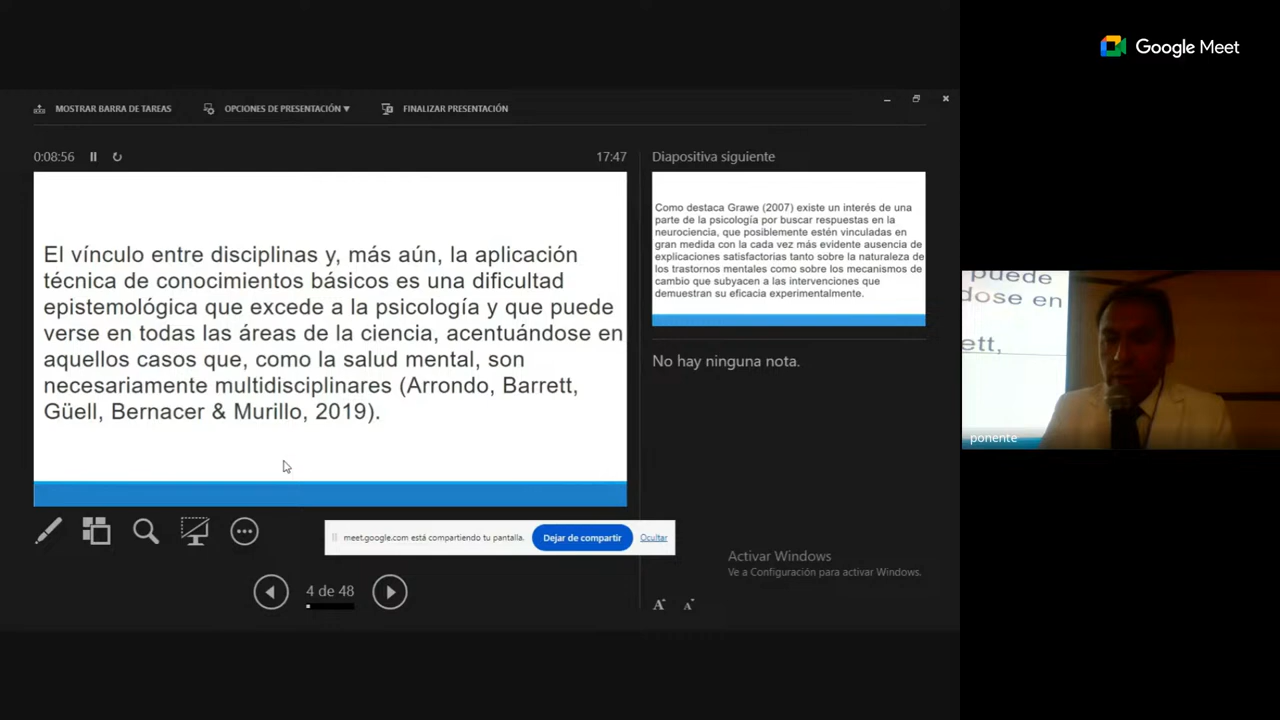 Google Meet
MOSTRAR BARRA DE TAREAS
OPCIONES DE PRESENTACIÓN ▾
FINALIZAR PRESENTACIÓN
0:08:56
17:47
El vínculo entre disciplinas y, más aún, la aplicación
técnica de conocimientos básicos es una dificultad
epistemológica que excede a la psicología y que puede
verse en todas las áreas de la ciencia, acentuándose en
aquellos casos que, como la salud mental, son
necesariamente multidisciplinares (Arrondo, Barrett,
Güell, Bernacer & Murillo, 2019).
Diapositiva siguiente
Como destaca Grawe (2007) existe un interés de una
parte de la psicología por buscar respuestas en la
neurociencia, que posiblemente estén vinculadas en
gran medida con la cada vez más evidente ausencia de
explicaciones satisfactorias tanto sobre la naturaleza de
los trastornos mentales como sobre los mecanismos de
cambio que subyacen a las intervenciones que
demuestran su eficacia experimentalmente.
No hay ninguna nota.
meet.google.com está compartiendo tu pantalla.
Dejar de compartir
Ocultar
4 de 48
Activar Windows
Ve a Configuración para activar Windows.
A A
puede
dose en
ett,
ponente